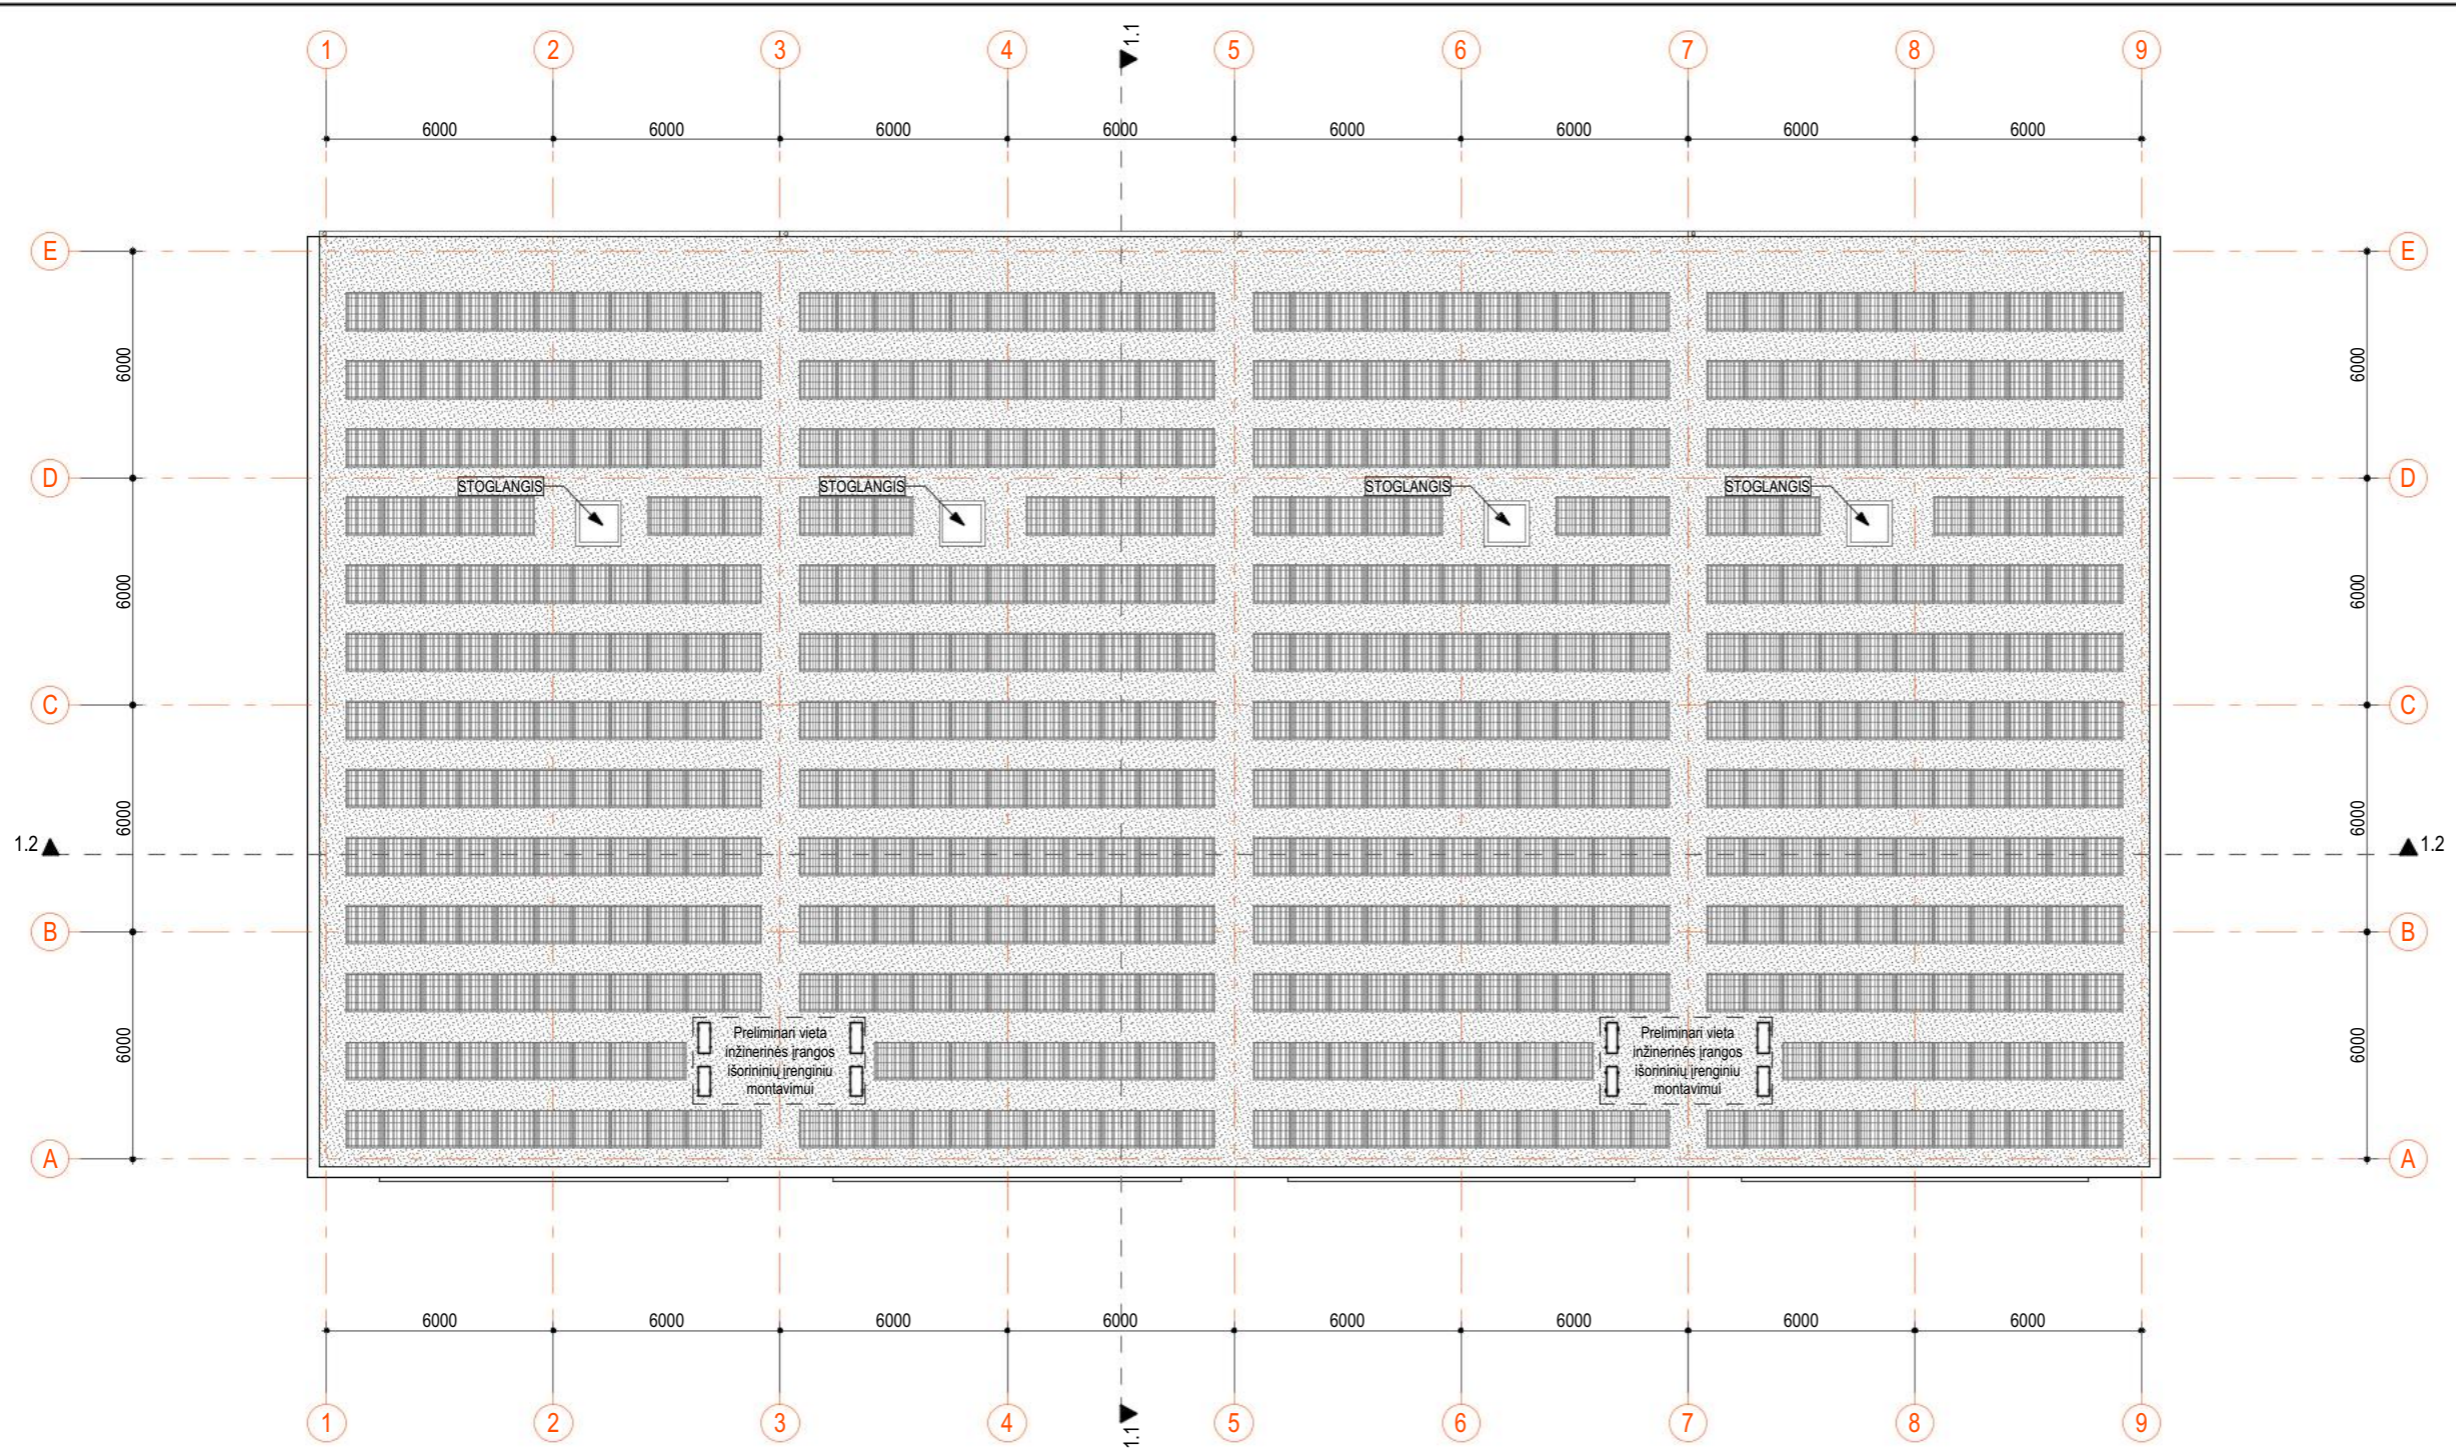 1.1
1 2 3 4 5 6 7 8 9
6000 6000 6000 6000 6000 6000 6000 6000
E E
6000 6000
D D
STOGLANGIS STOGLANGIS STOGLANGIS STOGLANGIS
6000 6000
C C
6000 6000
1.2 1.2
B B
Preliminari vieta
inžinerinės įrangos
išorininių įrenginiu
montavimui
Preliminari vieta
inžinerinės įrangos
išorininių įrenginiu
montavimui
6000 6000
A A
6000 6000 6000 6000 6000 6000 6000 6000
1 2 3 4 5 6 7 8 9
1.1